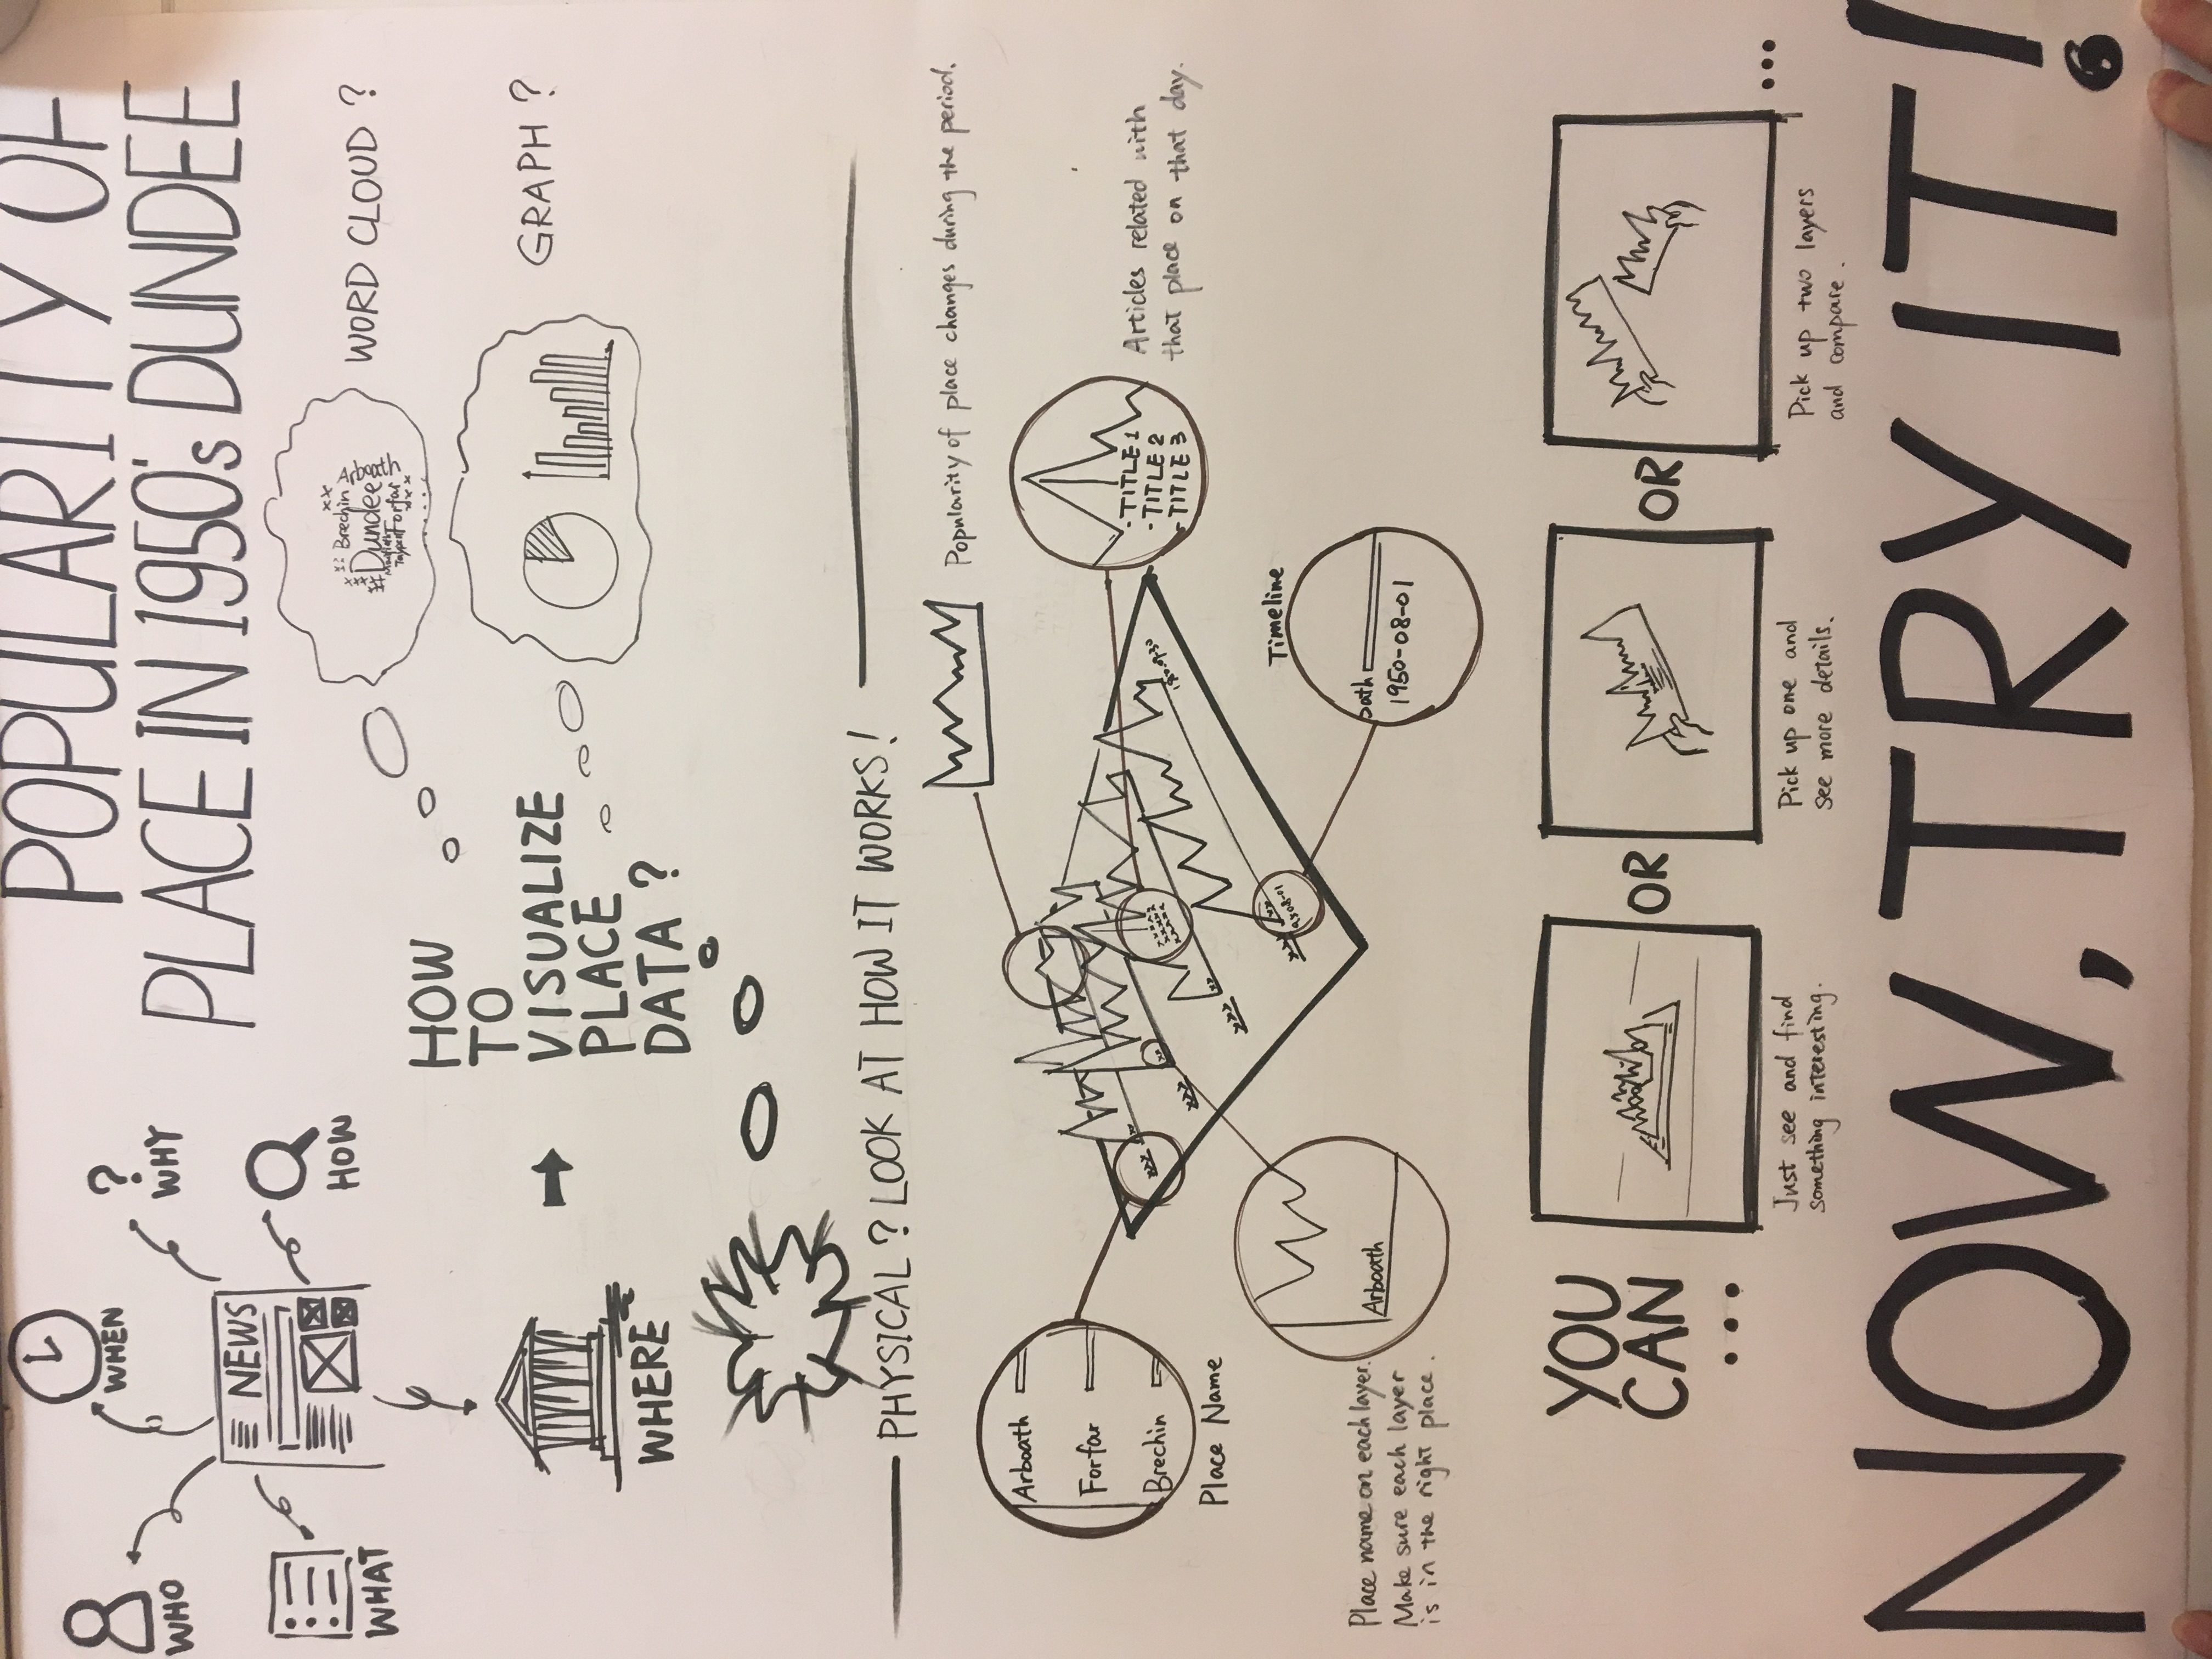 POPULARITY OF
PLACE IN 1950's DUNDEE
WHO
WHEN
? WHY
WHAT
NEWS
HOW
WHERE
HOW
TO
VISUALIZE
PLACE
DATA ?
Brechin
#Dundee
Forfar
WORD CLOUD ?
GRAPH ?
PHYSICAL ? LOOK AT HOW IT WORKS !
Arboath
Forfar
Brechin
Place Name
Popularity of place changes during the period.
- TITLE 1
- TITLE 2
- TITLE 3
Articles related with
that place on that day.
Place name on each layer.
Make sure each layer
is in the right place.
Arboath
Timeline
oath
1950-08-01
YOU
CAN
...
OR
OR
...
Just see and find
something interesting.
Pick up one and
see more details.
Pick up two layers
and compare.
NOW, TRY IT!
6